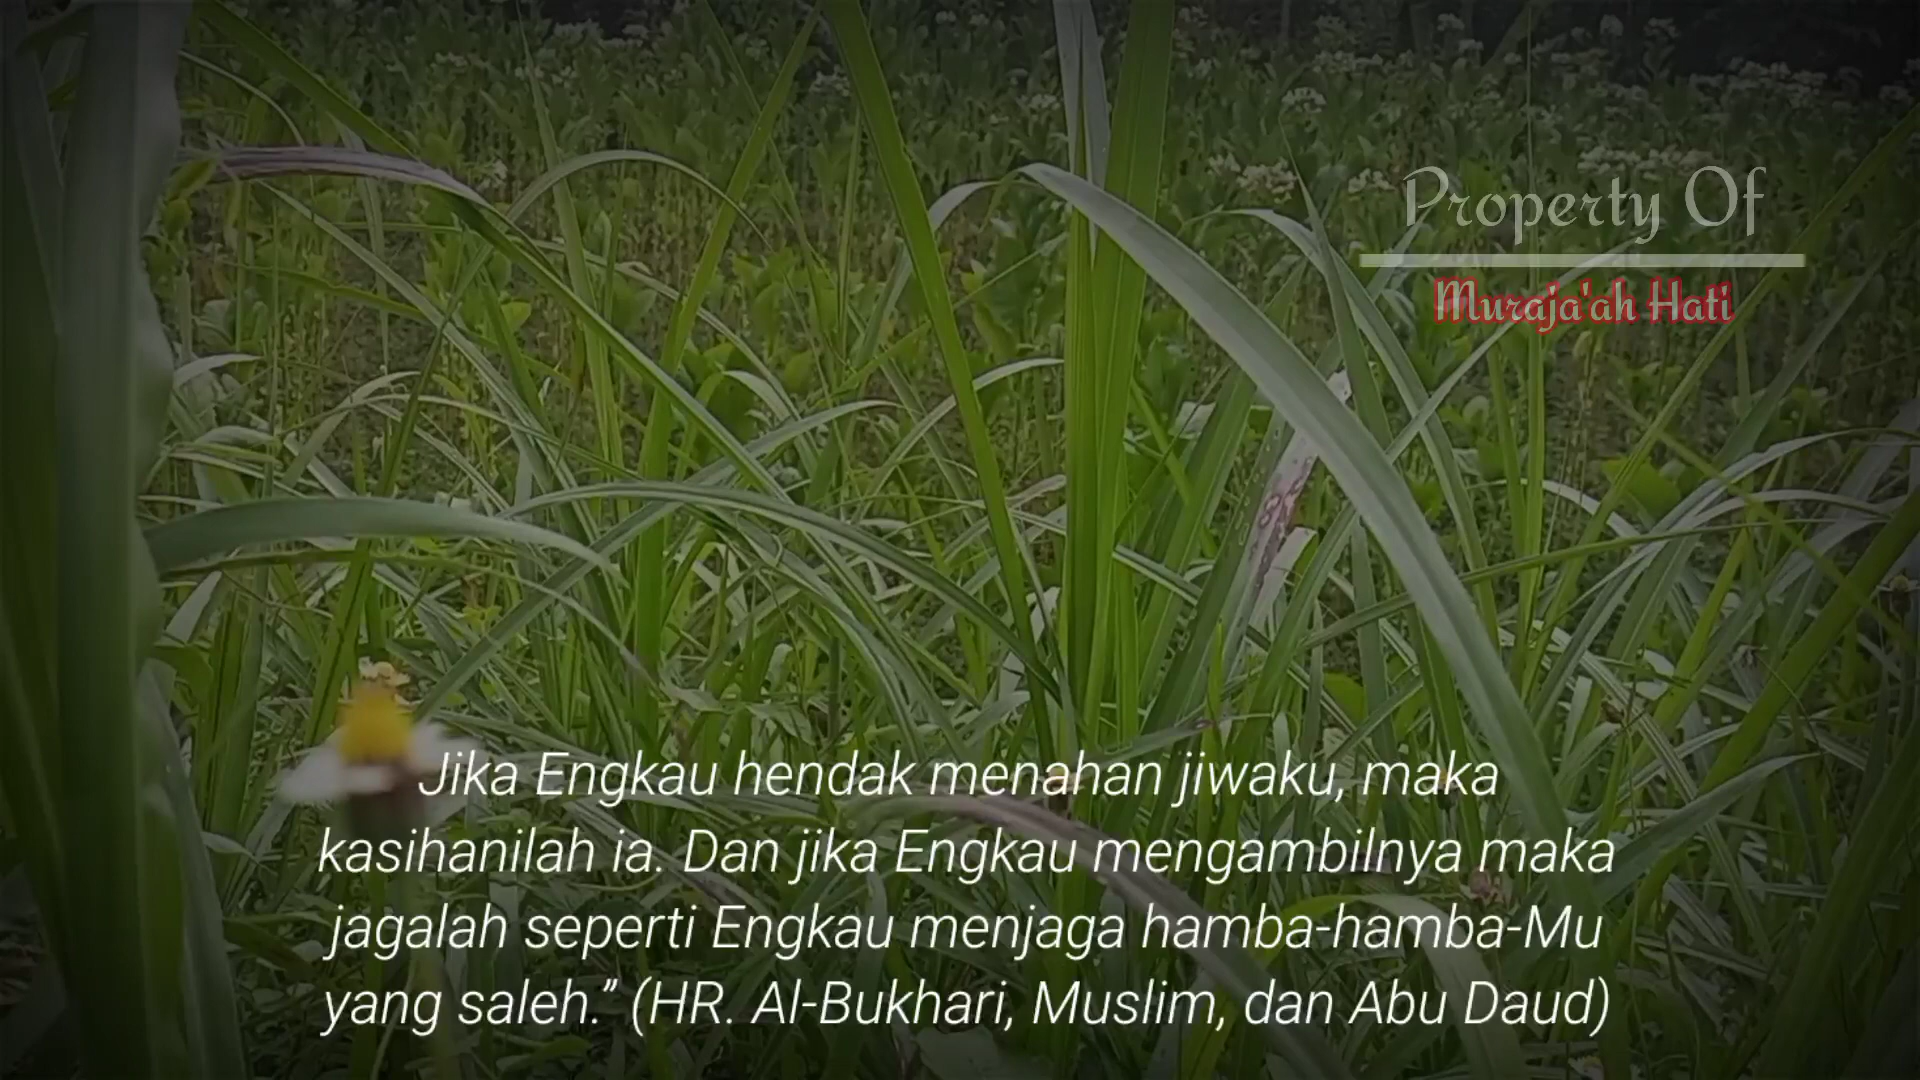 Property Of
Muraja'ah Hati
Jika Engkau hendak menahan jiwaku, maka
kasihanilah ia. Dan jika Engkau mengambilnya maka
jagalah seperti Engkau menjaga hamba-hamba-Mu
yang saleh.” (HR. Al-Bukhari, Muslim, dan Abu Daud)